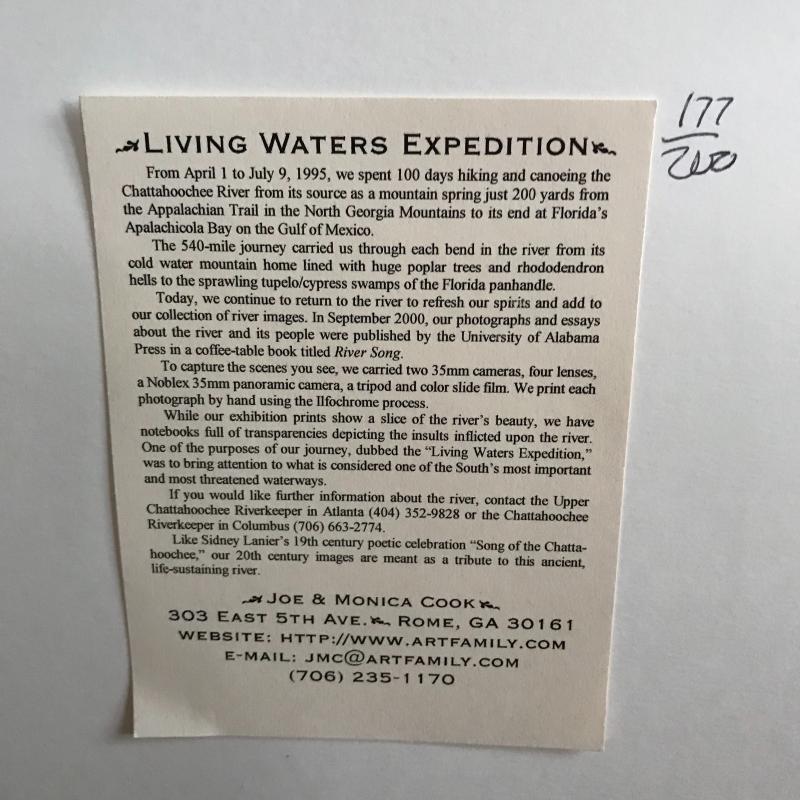 LIVING WATERS EXPEDITION
From April 1 to July 9, 1995, we spent 100 days hiking and canoeing the
Chattahoochee River from its source as a mountain spring just 200 yards from
the Appalachian Trail in the North Georgia Mountains to its end at Florida's
Apalachicola Bay on the Gulf of Mexico.
The 540-mile journey carried us through each bend in the river from its
cold water mountain home lined with huge poplar trees and rhododendron
hells to the sprawling tupelo/cypress swamps of the Florida panhandle.
Today, we continue to return to the river to refresh our spirits and add to
our collection of river images. In September 2000, our photographs and essays
about the river and its people were published by the University of Alabama
Press in a coffee-table book titled River Song.
To capture the scenes you see, we carried two 35mm cameras, four lenses,
a Noblex 35mm panoramic camera, a tripod and color slide film. We print each
photograph by hand using the Ilfochrome process.
While our exhibition prints show a slice of the river's beauty, we have
notebooks full of transparencies depicting the insults inflicted upon the river.
One of the purposes of our journey, dubbed the "Living Waters Expedition,"
was to bring attention to what is considered one of the South's most important
and most threatened waterways.
If you would like further information about the river, contact the Upper
Chattahoochee Riverkeeper in Atlanta (404) 352-9828 or the Chattahoochee
Riverkeeper in Columbus (706) 663-2774.
Like Sidney Lanier's 19th century poetic celebration "Song of the Chatta-
hoochee," our 20th century images are meant as a tribute to this ancient,
life-sustaining river.
JOE & MONICA COOK
303 EAST 5TH AVE. ROME, GA 30161
WEBSITE: HTTP://WWW.ARTFAMILY.COM
E-MAIL: JMC@ARTFAMILY.COM
(706) 235-1170
177
200